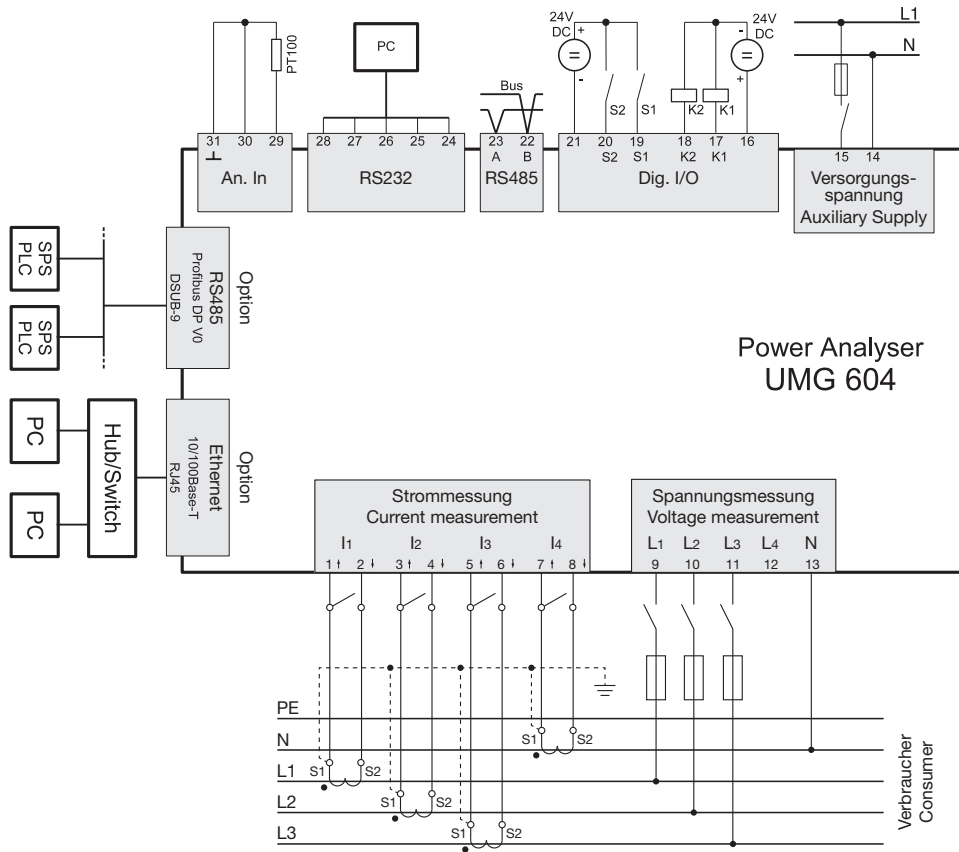 24V
DC
+
-
24V
DC
-
+
L1
N
PT100
PC
Bus
S2
S1
K2
K1
31
30
29
28
27
26
25
24
23
22
21
20
19
18
17
16
15
14
A
B
S2
S1
K2
K1
An. In
RS232
RS485
Dig. I/O
Versorgungs-
spannung
Auxiliary Supply
SPS
PLC
SPS
PLC
RS485
Profibus DP V0
DSUB-9
Option
Power Analyser
UMG 604
PC
PC
Hub/Switch
Ethernet
10/100Base-T
RJ45
Option
Strommessung
Current measurement
I1
I2
I3
I4
1
2
3
4
5
6
7
8
Spannungsmessung
Voltage measurement
L1
L2
L3
L4
N
9
10
11
12
13
PE
N
L1
L2
L3
S1
S2
S1
S2
S1
S2
S1
S2
Verbraucher
Consumer